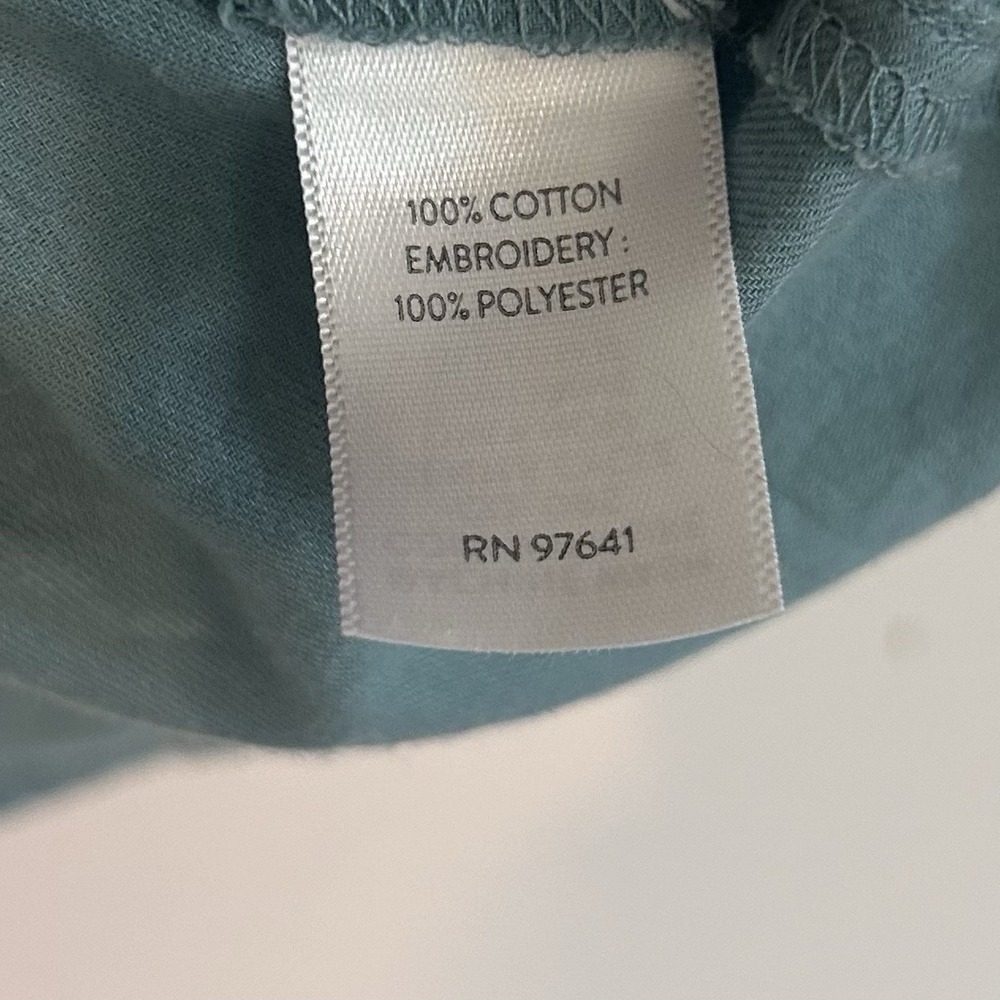 100% COTTON
EMBROIDERY :
100% POLYESTER
RN 97641